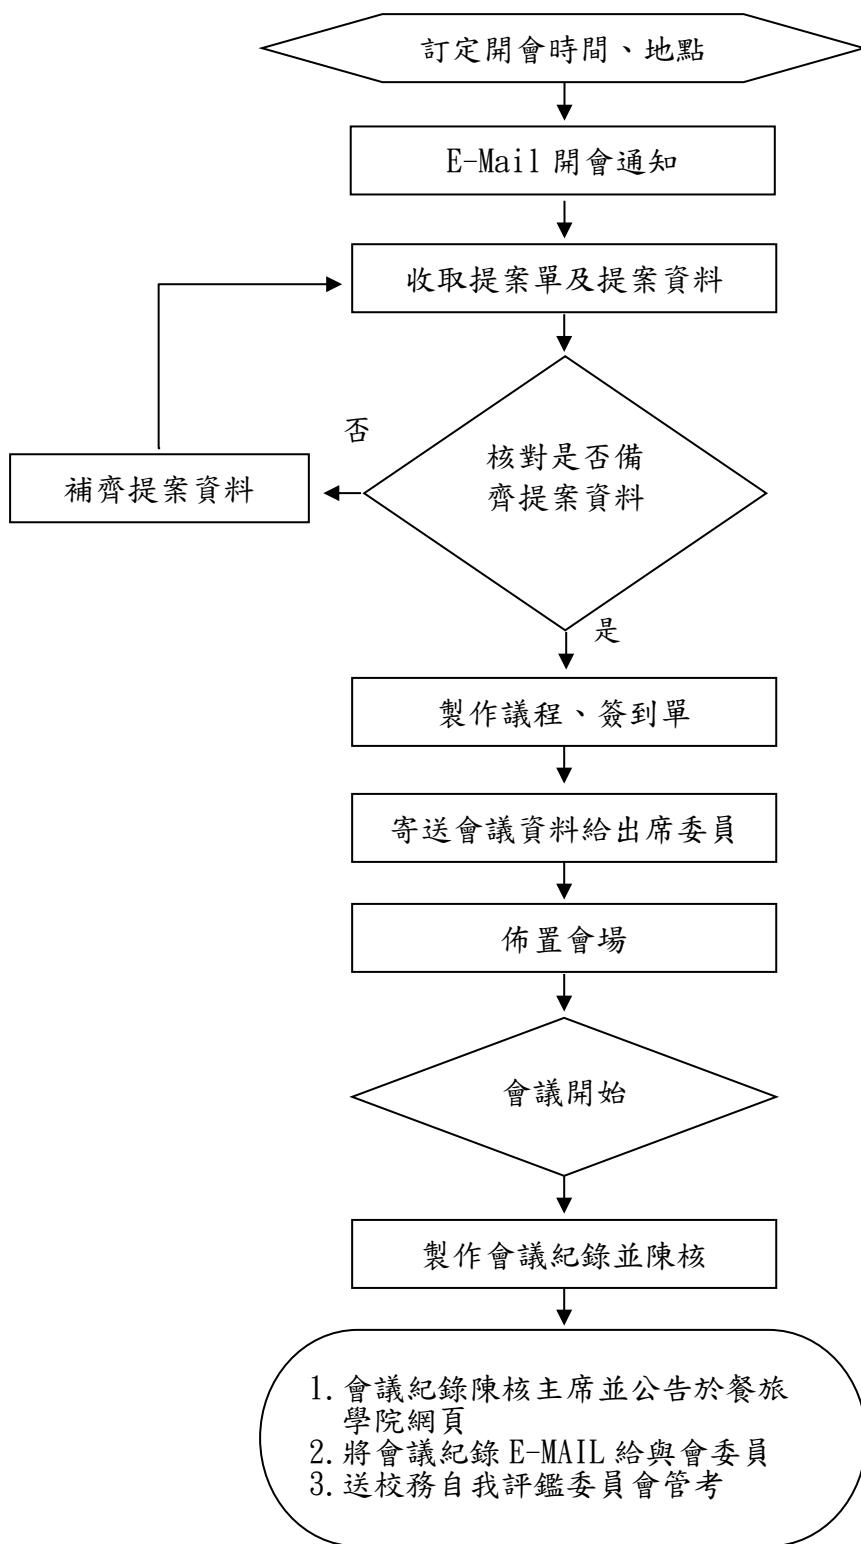 訂定開會時間、地點
E-Mail 開會通知
收取提案單及提案資料
否
核對是否備
齊提案資料
補齊提案資料
是
製作議程、簽到單
寄送會議資料給出席委員
佈置會場
會議開始
製作會議紀錄並陳核
1. 會議紀錄陳核主席並公告於餐旅
學院網頁
2. 將會議紀錄 E-MAIL 給與會委員
3. 送校務自我評鑑委員會管考